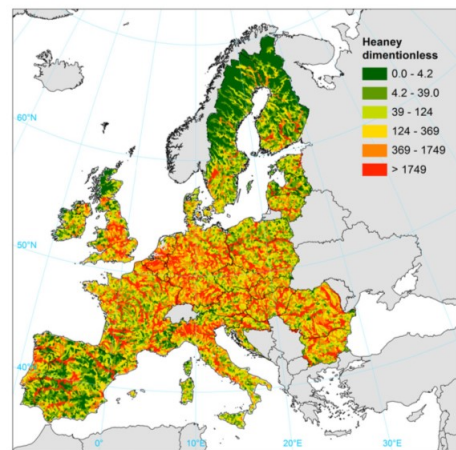 Heaney
dimentionless
0.0 - 4.2
4.2 - 39.0
39 - 124
124 - 369
369 - 1749
> 1749
60°N
50°N
40°N
0°
10°E
20°E
30°E